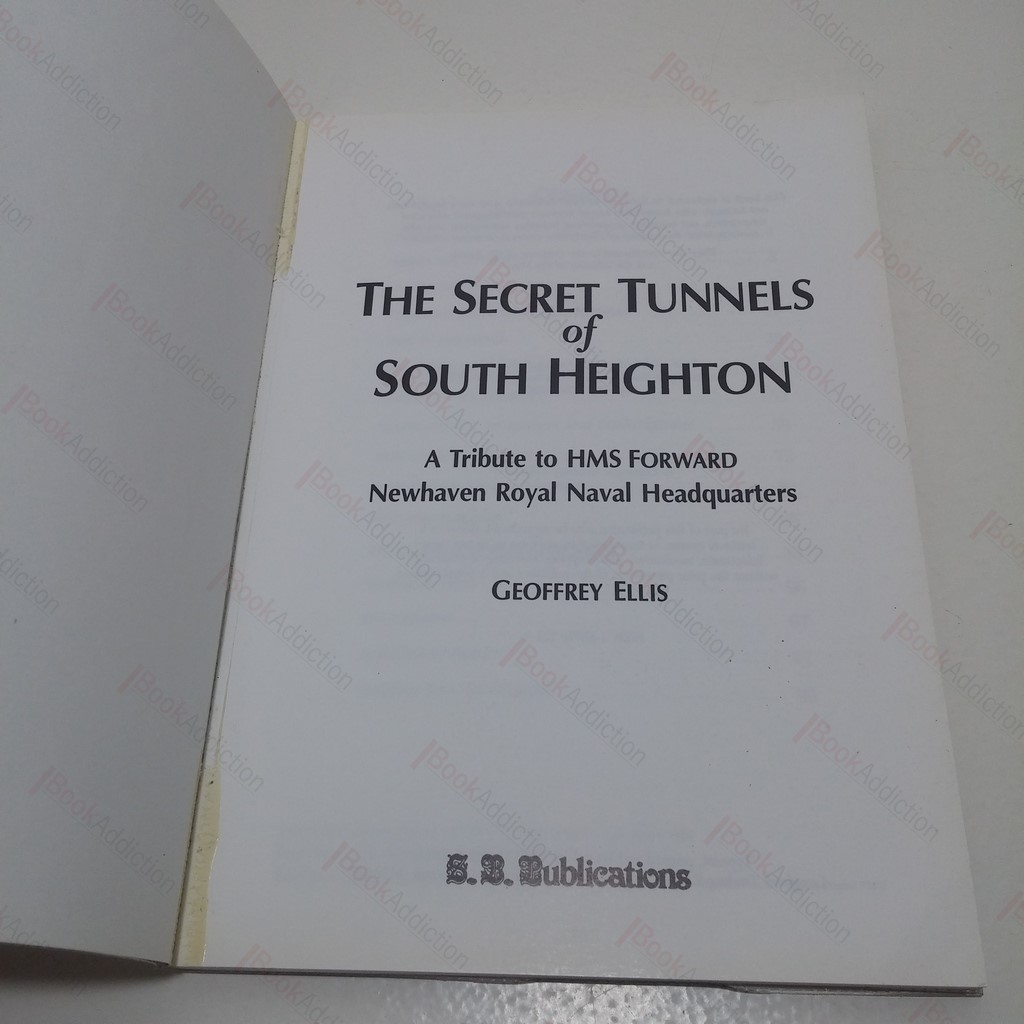 THE SECRET TUNNELS
of
SOUTH HEIGHTON
A Tribute to HMS FORWARD
Newhaven Royal Naval Headquarters
GEOFFREY ELLIS
S. B. Publications